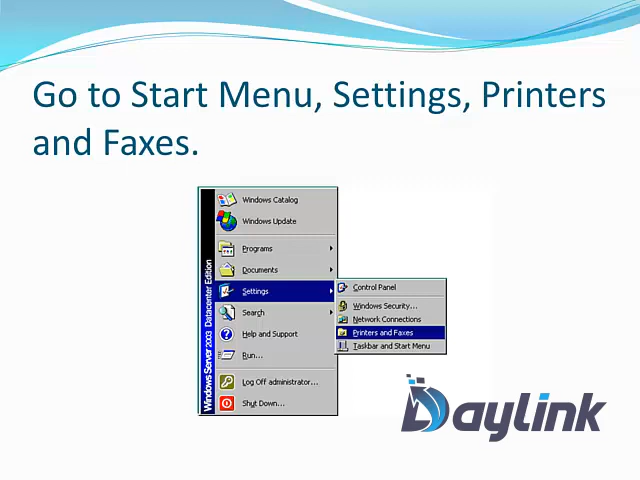 Go to Start Menu, Settings, Printers
and Faxes.
Windows Server 2003 Datacenter Edition
Windows Catalog
Windows Update
Programs
Documents
Settings
Search
Help and Support
Run...
Log Off administrator...
Shut Down...
Control Panel
Windows Security...
Network Connections
Printers and Faxes
Taskbar and Start Menu
Daylink